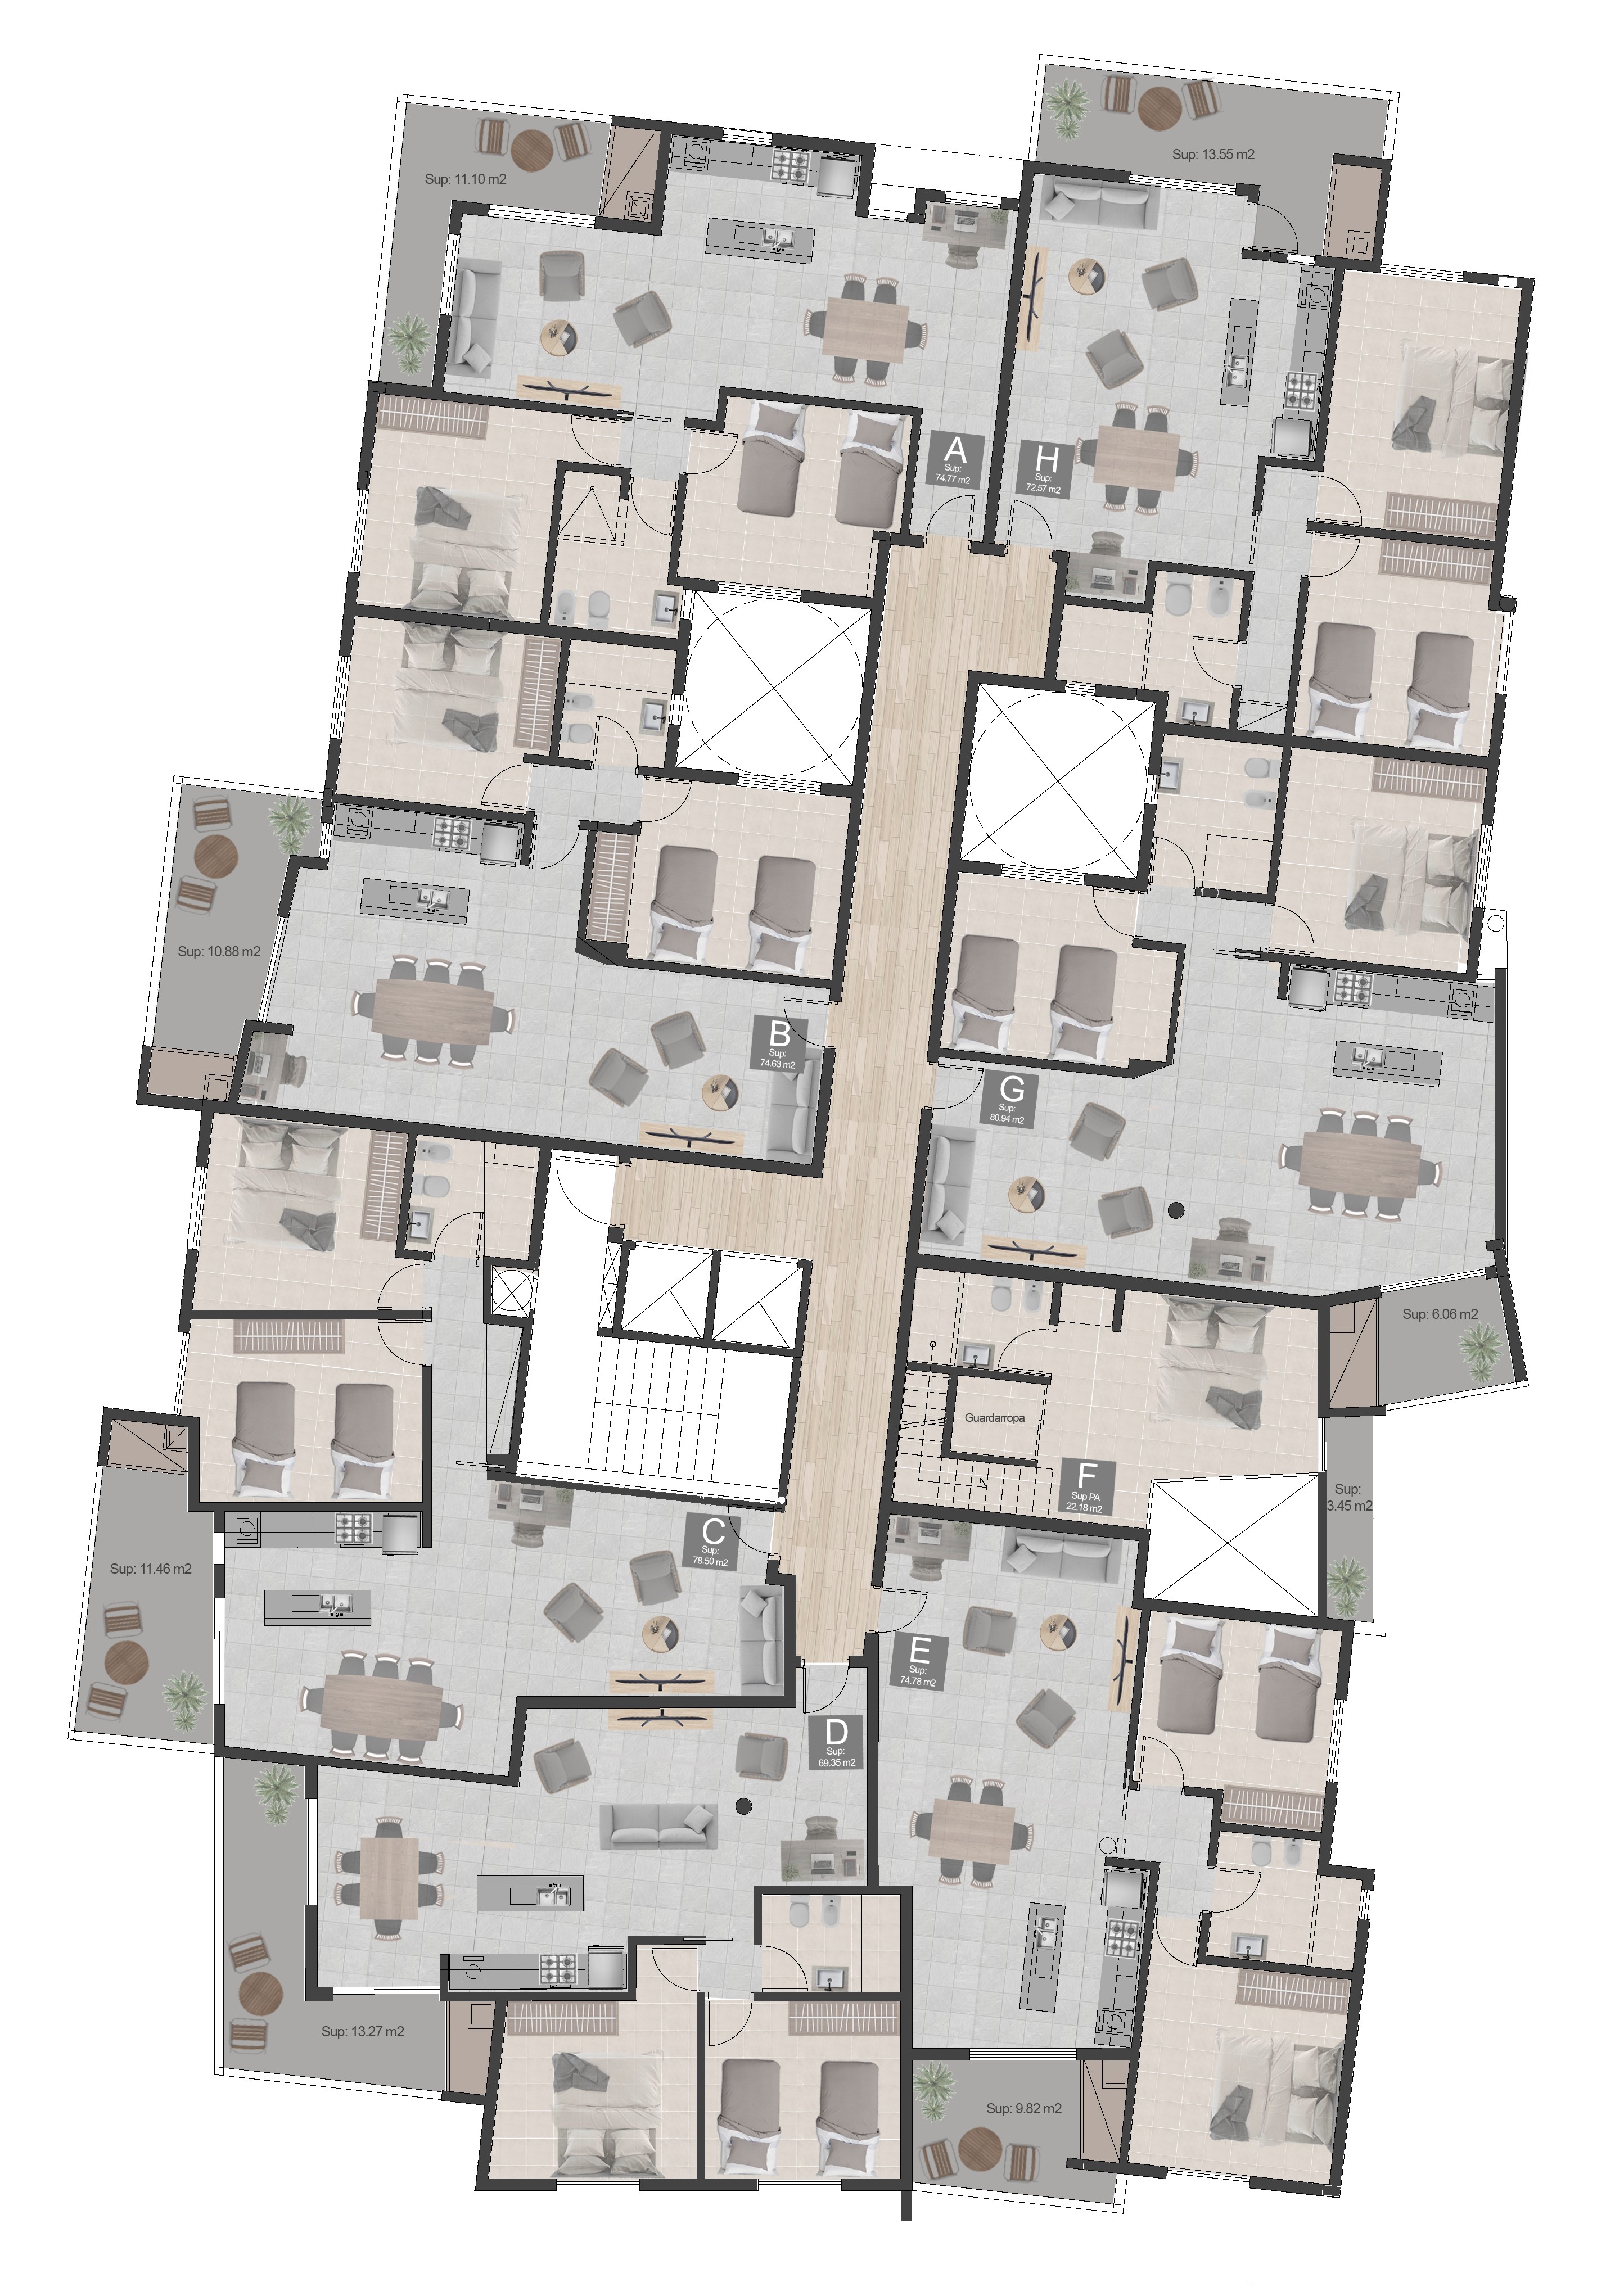 Sup: 13.55 m2
Sup: 11.10 m2
A
Sup:
74.77 m2
H
Sup:
72.57 m2
Sup: 10.88 m2
B
Sup:
74.63 m2
G
Sup:
80.94 m2
Sup: 6.06 m2
Guardarropa
F
Sup PA
22.18 m2
Sup:
3.45 m2
C
Sup:
78.50 m2
Sup: 11.46 m2
E
Sup:
74.78 m2
D
Sup:
69.35 m2
Sup: 13.27 m2
Sup: 9.82 m2